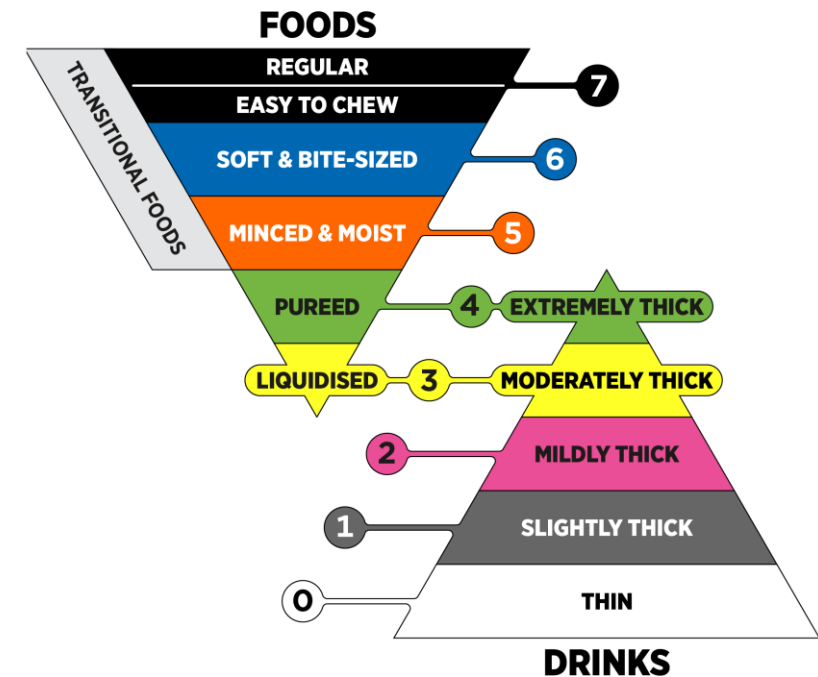 FOODS
REGULAR
7
EASY TO CHEW
TRANSITIONAL FOODS
SOFT & BITE-SIZED
6
MINCED & MOIST
5
PUREED
4
EXTREMELY THICK
LIQUIDISED
3
MODERATELY THICK
2
MILDLY THICK
1
SLIGHTLY THICK
0
THIN
DRINKS